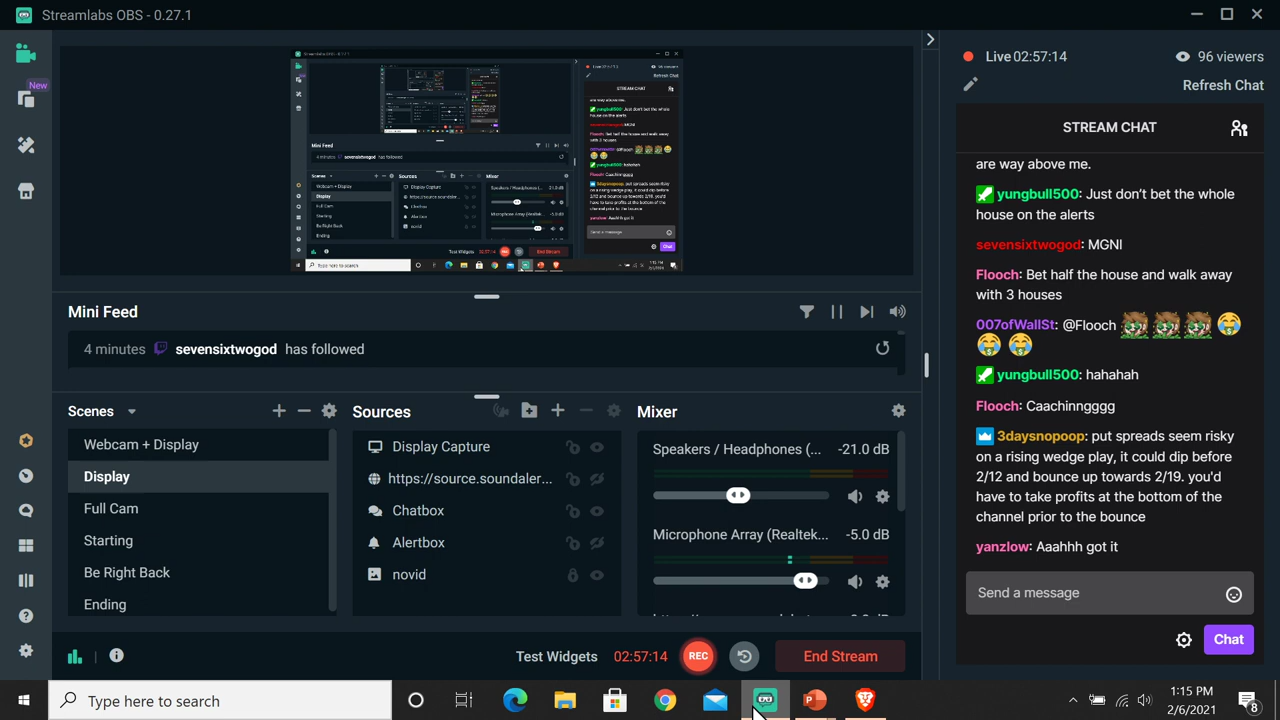 Streamlabs OBS - 0.27.1
New
Live 02:57:14
96 viewers
Refresh Chat
STREAM CHAT
are way above me.
yungbull500: Just don't bet the whole
house on the alerts
sevensixtwogod: MGNI
Flooch: Bet half the house and walk away
with 3 houses
007ofWallSt: @Flooch
yungbull500: hahahah
Flooch: Caachinngggg
3daysnopoop: put spreads seem risky
on a rising wedge play, it could dip before
2/12 and bounce up towards 2/19. you'd
have to take profits at the bottom of the
channel prior to the bounce
yanzlow: Aaahhh got it
Send a message
Chat
Mini Feed
4 minutes sevensixtwogod has followed
Scenes
Webcam + Display
Display
Full Cam
Starting
Be Right Back
Ending
Sources
Display Capture
https://source.soundaler...
Chatbox
Alertbox
novid
Mixer
Speakers / Headphones (... -21.0 dB
Microphone Array (Realtek... -5.0 dB
Test Widgets 02:57:14 REC End Stream
Type here to search
1:15 PM
2/6/2021
8